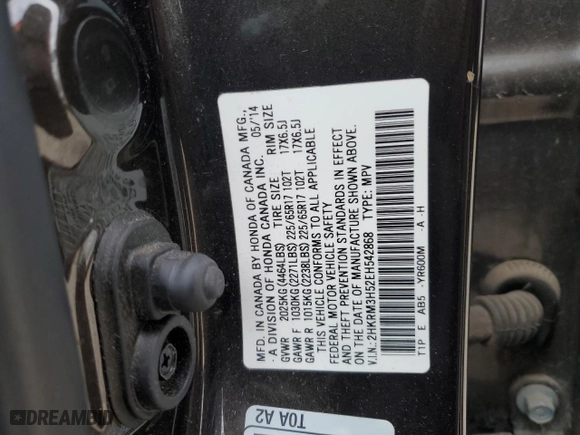 MFD. IN CANADA BY HONDA OF CANADA MFG.
- A DIVISION OF HONDA CANADA INC. 05/'14
TIRE SIZE RIM SIZE
GVWR 2025KG(4464LBS)
GAWR F 1030KG(2271LBS) 225/65R17 102T 17X6.5J
GAWR R 1015KG(2238LBS) 225/65R17 102T 17X6.5J
THIS VEHICLE CONFORMS TO ALL APPLICABLE
FEDERAL MOTOR VEHICLE SAFETY
AND THEFT PREVENTION STANDARDS IN EFFECT
ON THE DATE OF MANUFACTURE SHOWN ABOVE.
V.I.N.: 2HKRM3H52EH542868 TYPE: MPV
TTP E AB5 -YR600M -A -H
T0A A2
DREAMBID